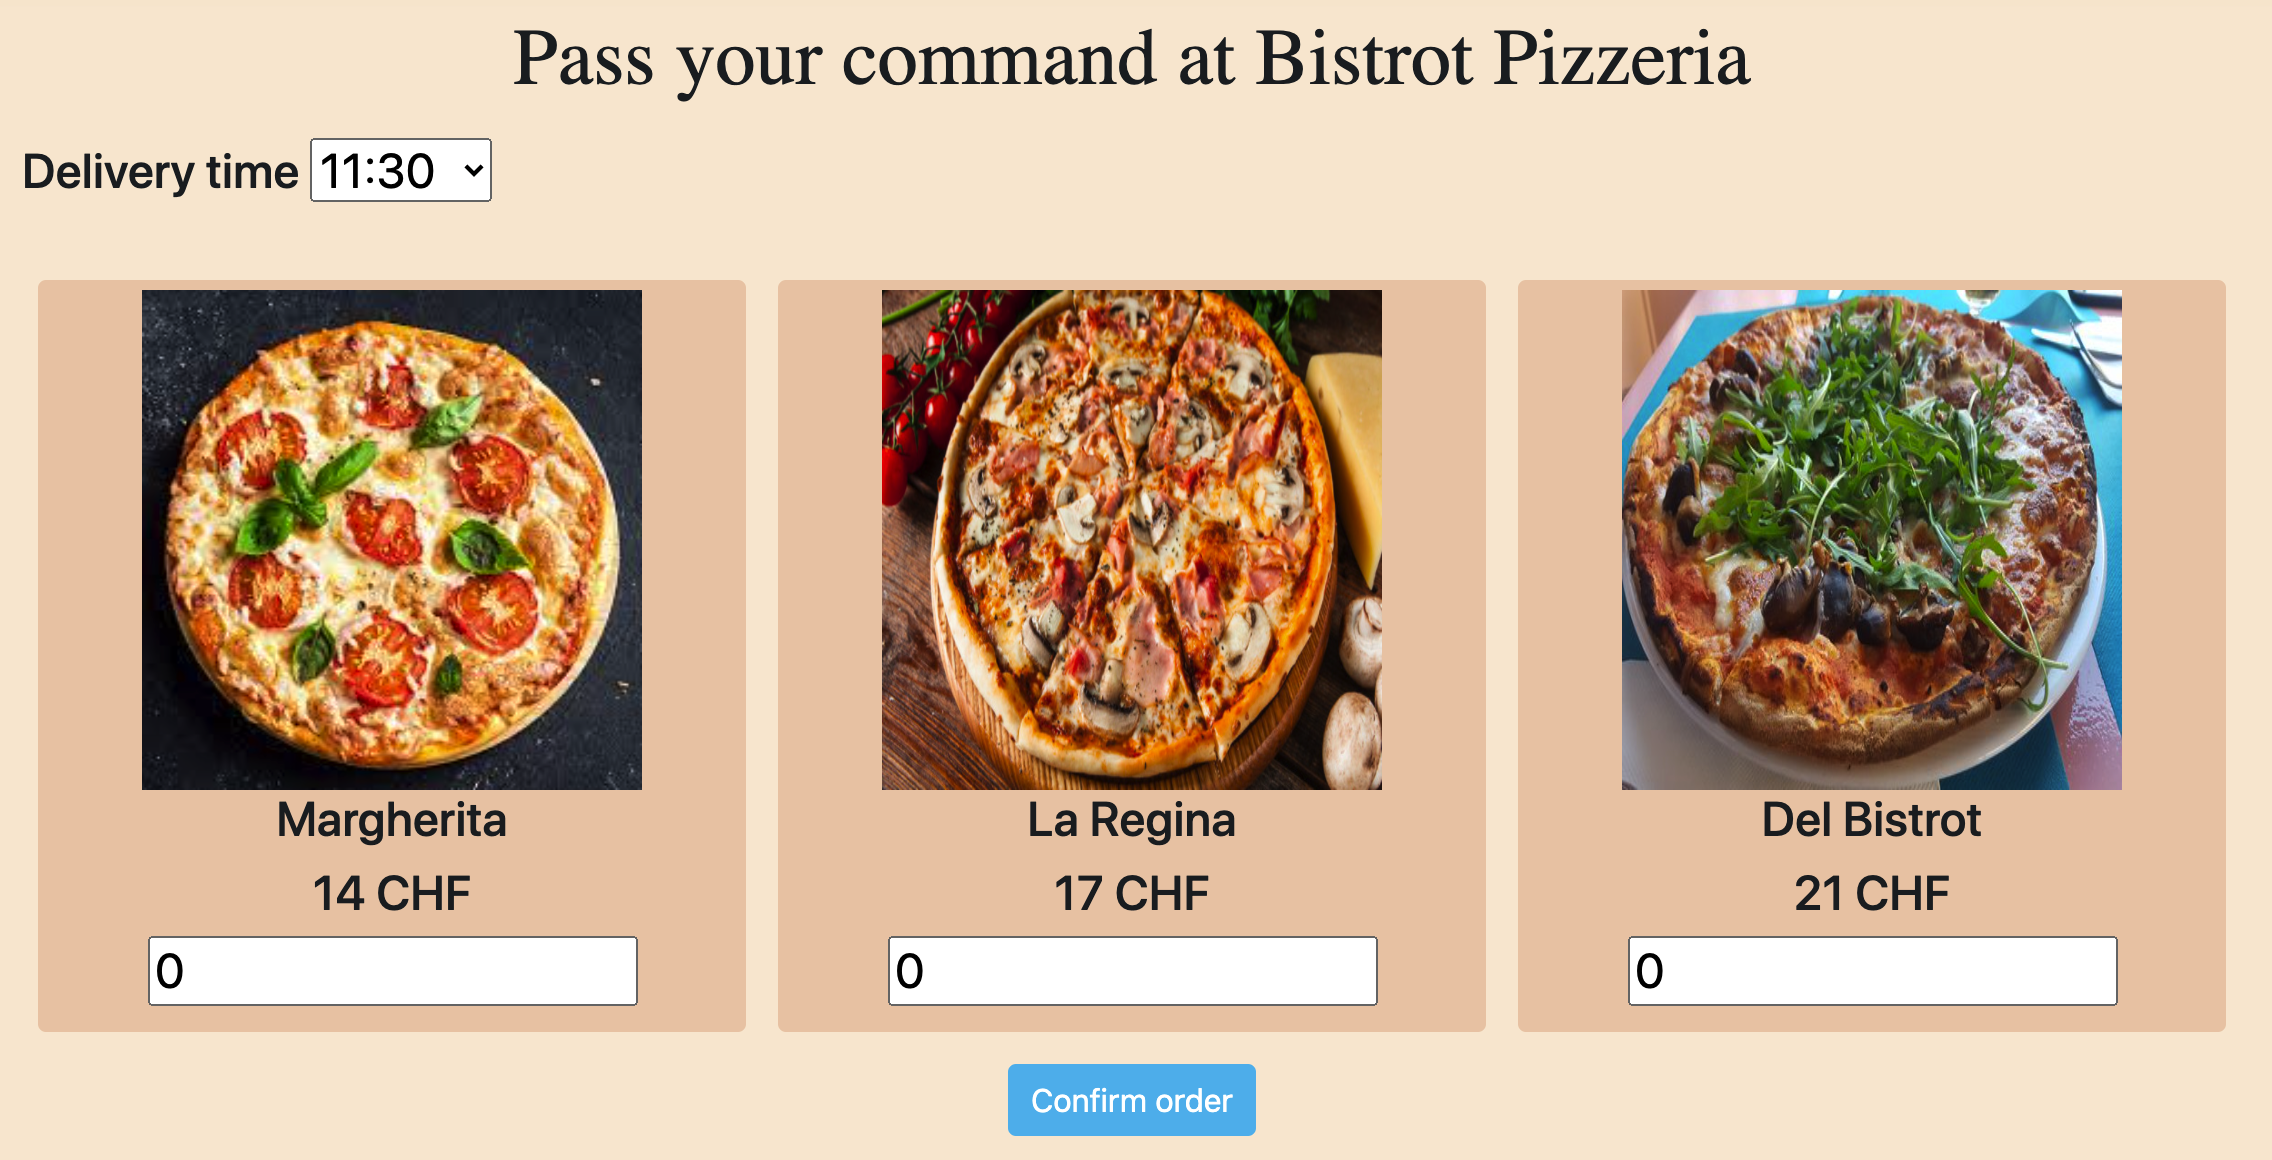 Pass your command at Bistrot Pizzeria
Delivery time 11:30
Margherita
14 CHF
0
La Regina
17 CHF
0
Del Bistrot
21 CHF
0
Confirm order